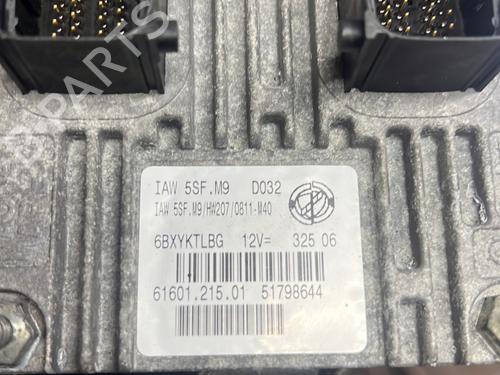 IAW 5SF.M9 D032
IAW 5SF.M9/HW207/0811-M40
6BXYKTLBG 12V= 325 06
61601.215.01 51798644